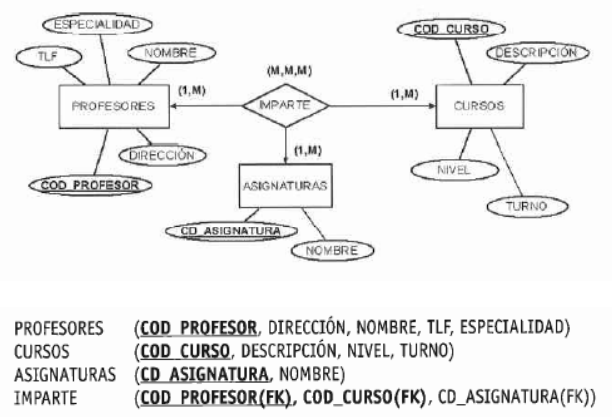 ESPECIALIDAD
TLF
NOMBRE
PROFESORES
(1,M)
DIRECCIÓN
COD_PROFESOR
(M,M,M)
IMPARTE
(1,M)
COD_CURSO
DESCRIPCIÓN
CURSOS
NIVEL
TURNO
(1,M)
ASIGNATURAS
CD_ASIGNATURA
NOMBRE
PROFESORES (COD_PROFESOR, DIRECCIÓN, NOMBRE, TLF, ESPECIALIDAD)
CURSOS (COD_CURSO, DESCRIPCIÓN, NIVEL, TURNO)
ASIGNATURAS (CD_ASIGNATURA, NOMBRE)
IMPARTE (COD_PROFESOR(FK), COD_CURSO(FK), CD_ASIGNATURA(FK))